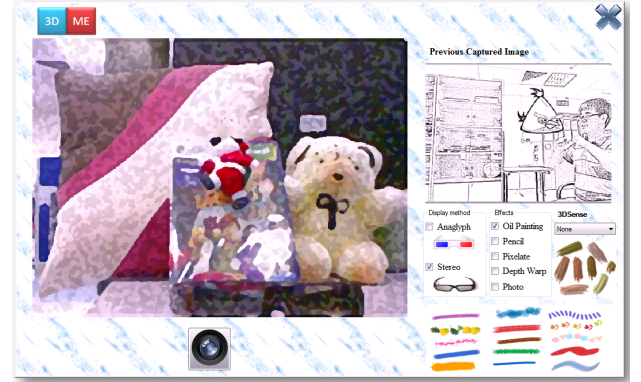 3D ME
Previous Captured Image
Display method
Anaglyph
Stereo
Effects
Oil Painting
Pencil
Pixelate
Depth Warp
Photo
3DSense
None